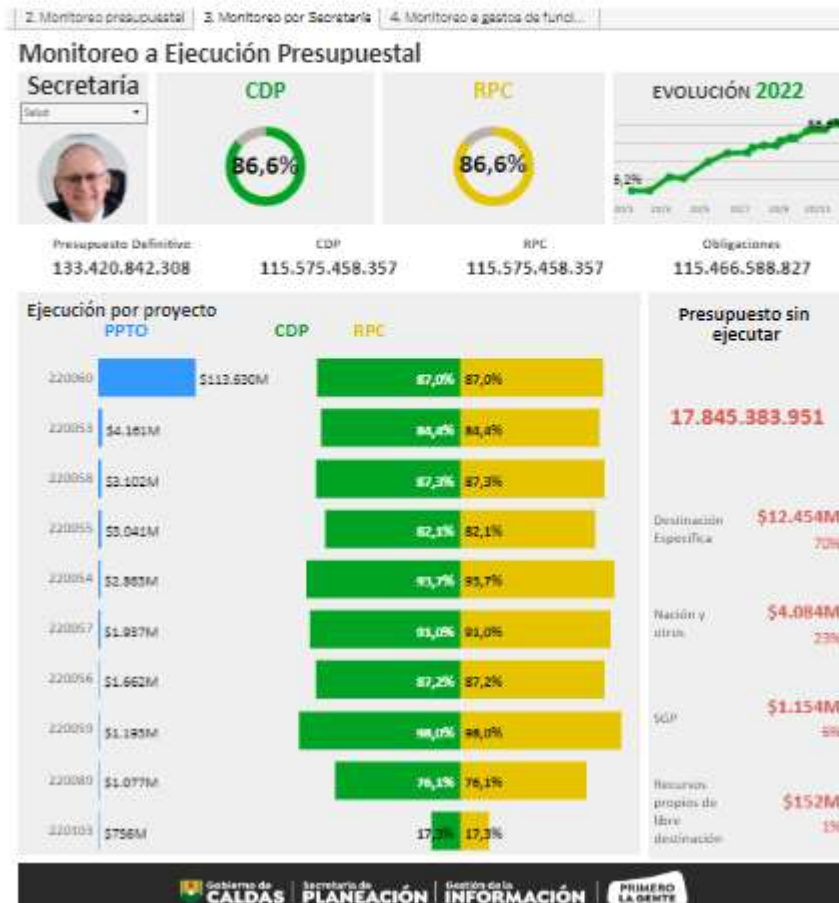 2. Monitoreo presupuestal
3. Monitoreo por Secretaría
4. Monitoreo a gastos de funci...
Monitoreo a Ejecución Presupuestal
Secretaría
Salud
CDP
86,6%
RPC
86,6%
EVOLUCIÓN 2022
Presupuesto Definitivo
133.420.842.308
CDP
115.575.458.357
RPC
115.575.458.357
Obligaciones
115.466.588.827
Ejecución por proyecto
PPTO CDP RPC
220060 $113.630M 87,0% 87,0%
220053 $4.161M 84,4% 84,4%
220058 $3.102M 87,3% 87,3%
220055 $3.041M 82,1% 82,1%
220054 93,7% 93,7%
220057 $1.937M 91,0% 91,0%
220056 $1.662M 87,2% 87,2%
220059 98,0% 98,0%
$1.077M 76,1% 76,1%
220103 $756M 17,3% 17,3%
Presupuesto sin
ejecutar
17.845.383.951
Destinación
Específica
$12.454M
70%
Nación y
otros
$4.084M
23%
SGP
$1.154M
6%
Recursos
propios de
libre
destinación
$152M
1%
Gobierno de
CALDAS
Secretaría de
PLANEACIÓN
Gestión de la
INFORMACIÓN
PRIMERO
LA GENTE